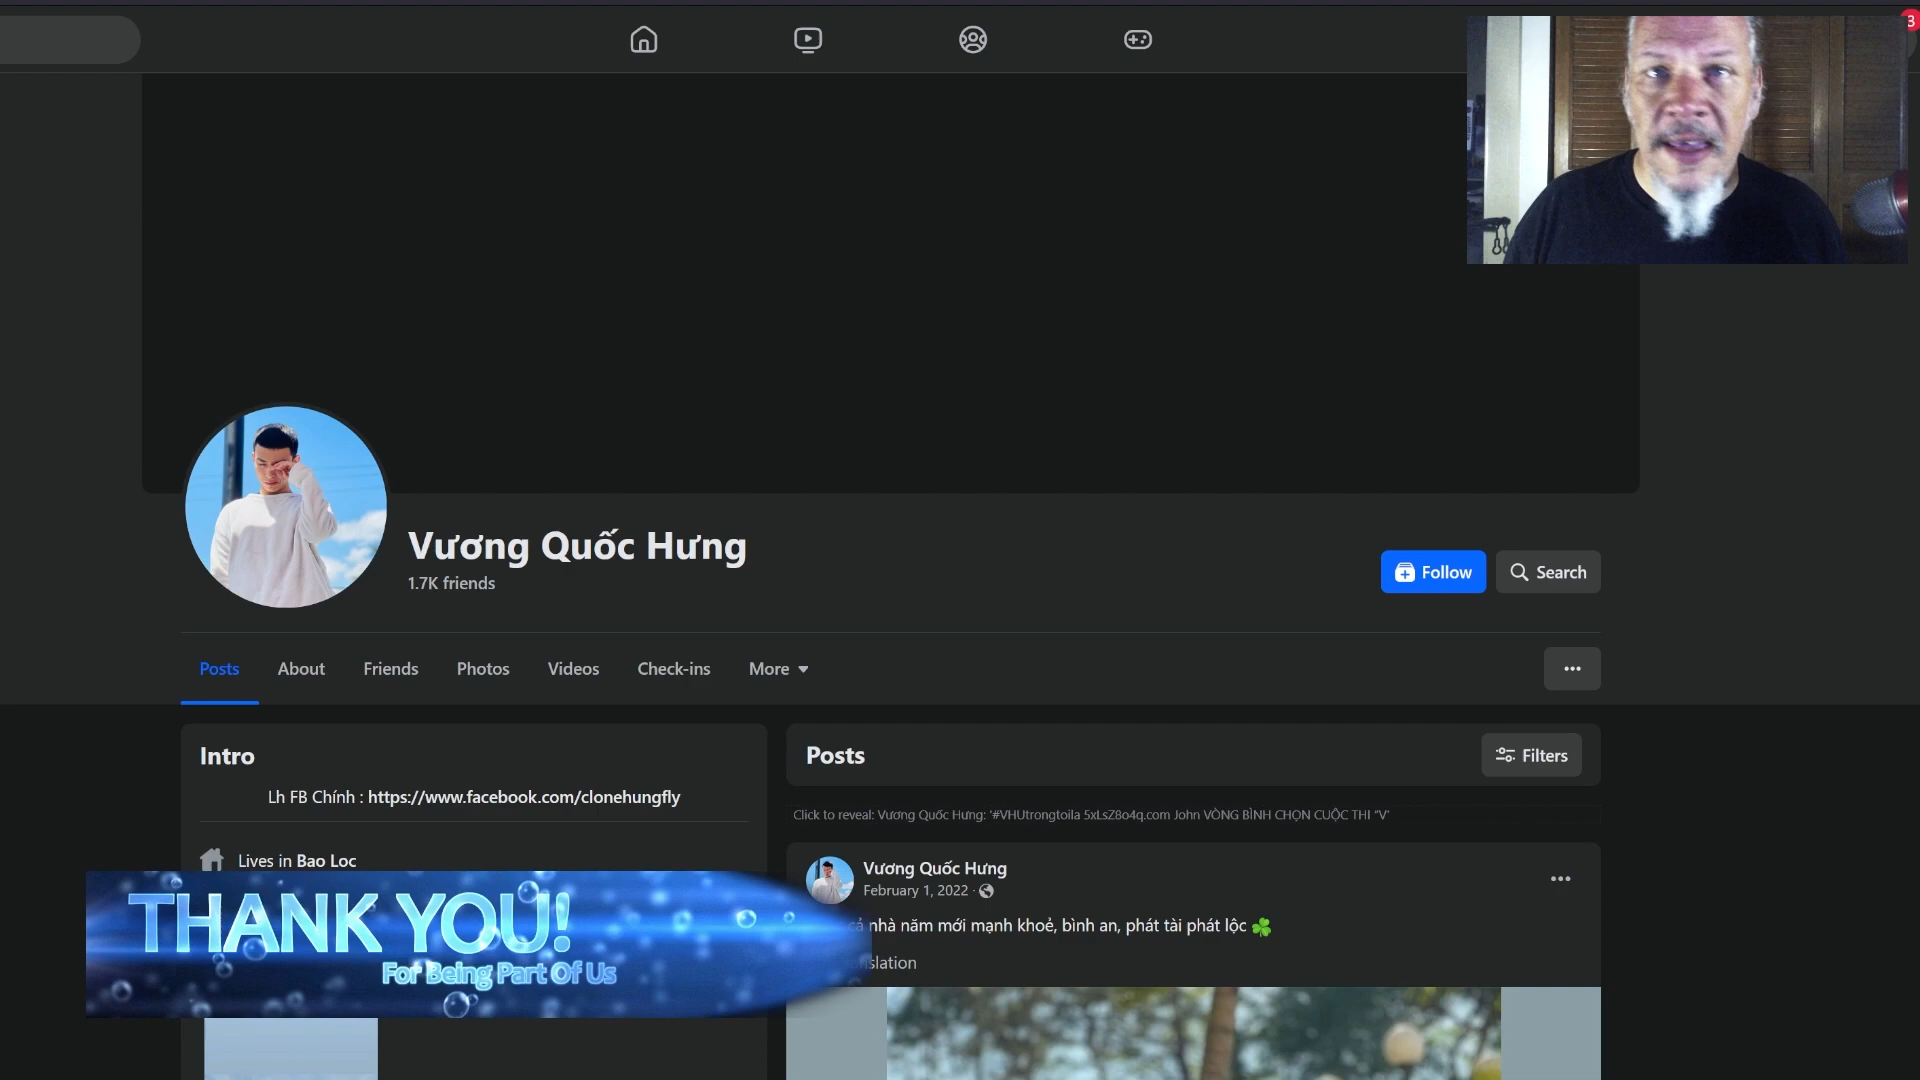 3
Vương Quốc Hưng
1.7K friends
Follow
Search
Posts
About
Friends
Photos
Videos
Check-ins
More
Intro
Lh FB Chính : https://www.facebook.com/clonehungfly
Lives in Bao Loc
Posts
Filters
Click to reveal: Vương Quốc Hưng: '#VHUtrongtoila 5xLsZ8o4q.com John VÒNG BÌNH CHỌN CUỘC THI "V"
Vương Quốc Hưng
February 1, 2022 ·
cả nhà năm mới mạnh khoẻ, bình an, phát tài phát lộc ☘
slation
THANK YOU!
For Being Part Of Us